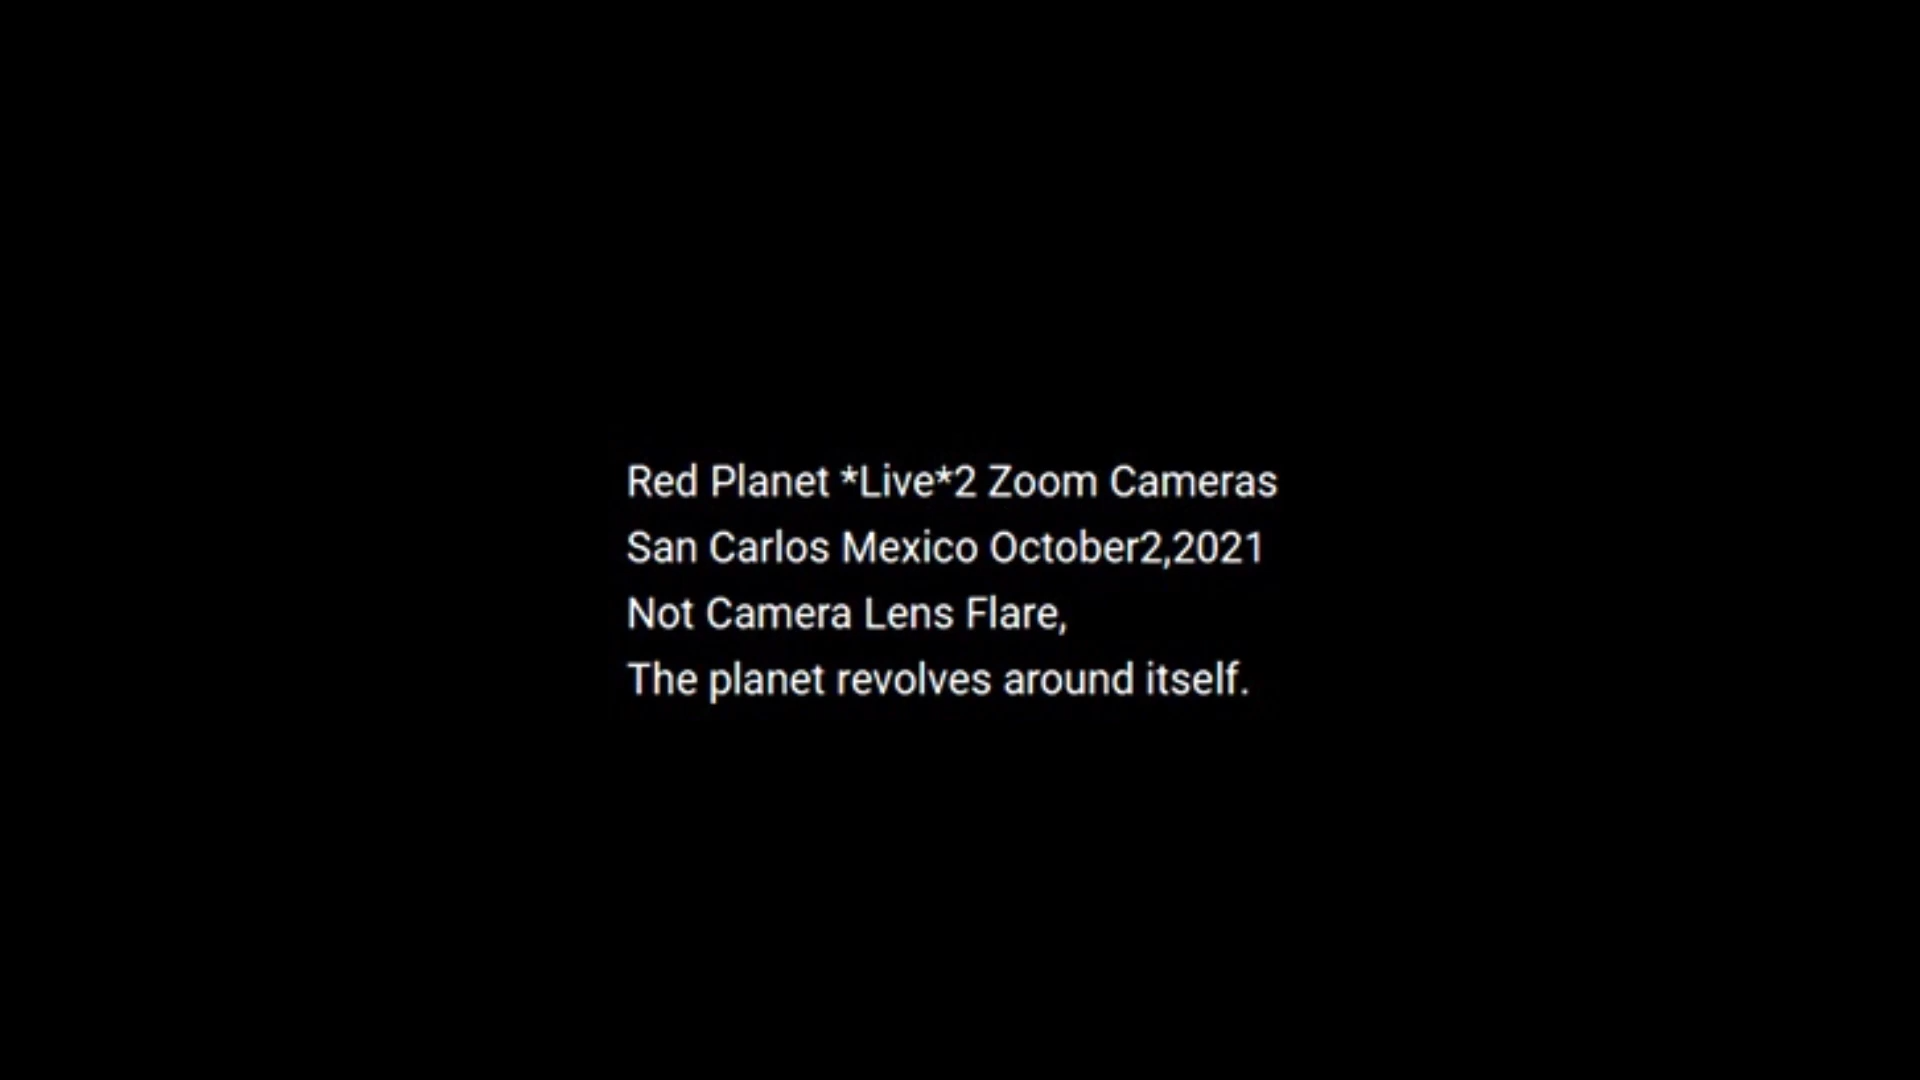 Red Planet *Live*2 Zoom Cameras
San Carlos Mexico October2,2021
Not Camera Lens Flare,
The planet revolves around itself.